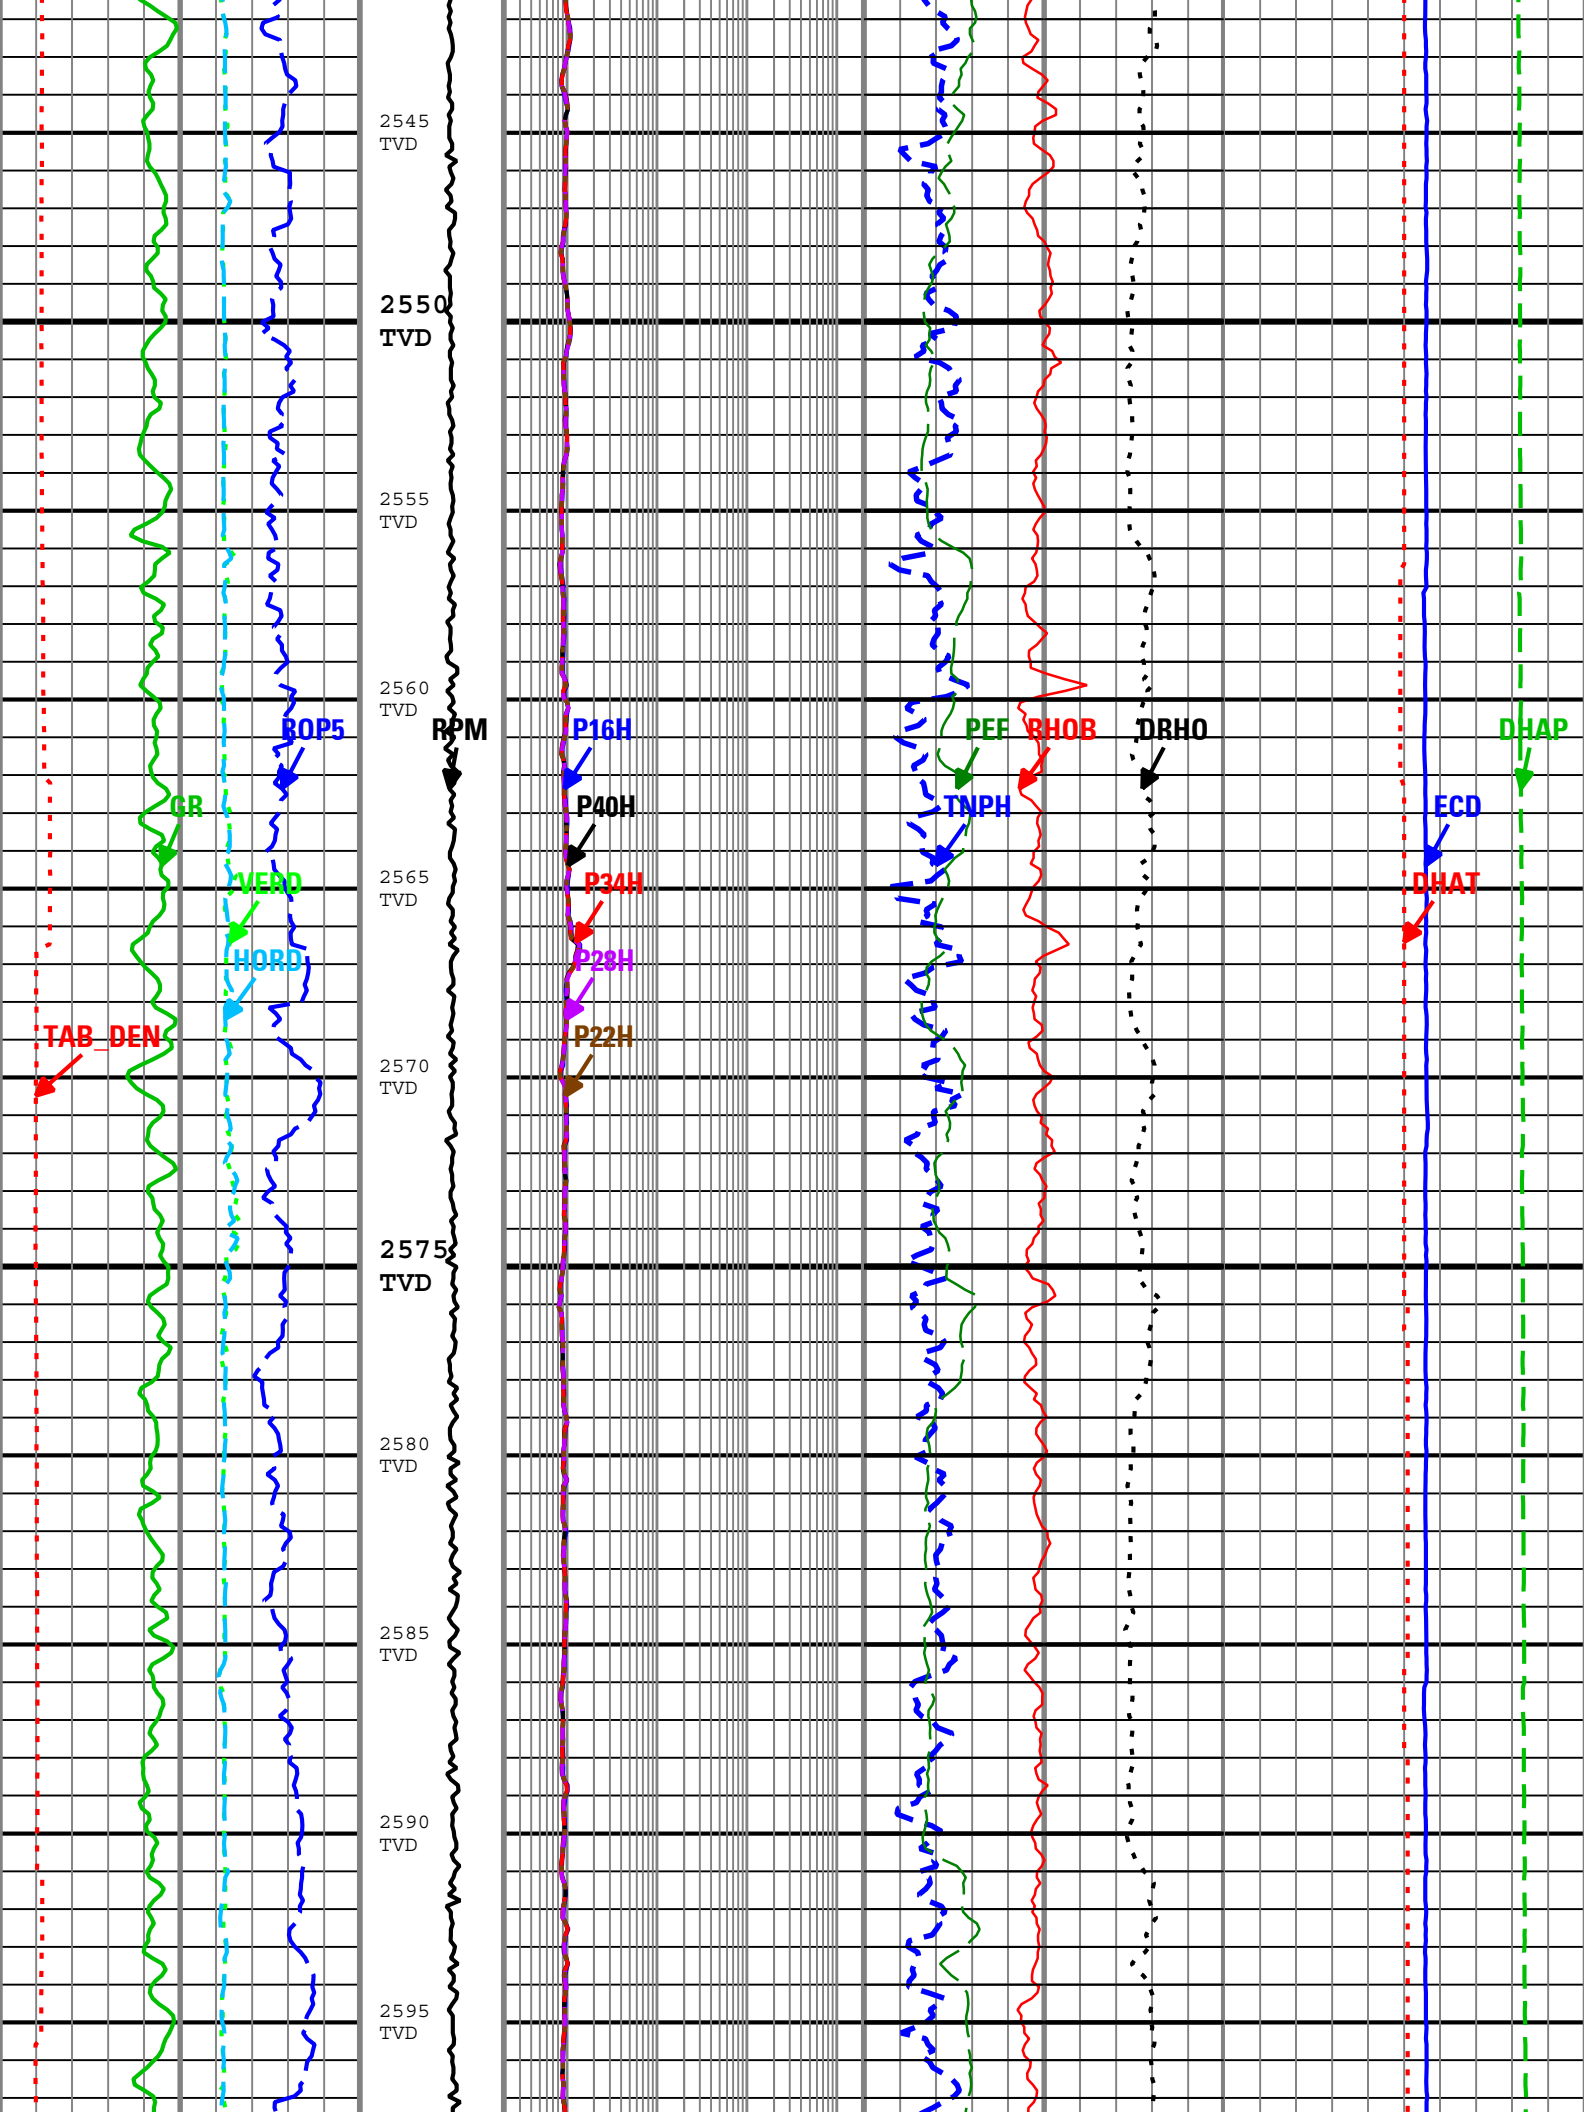 2545
TVD
2550
TVD
2555
TVD
2560
TVD
ROP5
RPM
P16H
PEF
RHOB
DRHO
DHAP
GR
P40H
TNPH
ECD
2565
TVD
VERD
P34H
DHAT
HORD
P28H
TAB_DEN
P22H
2570
TVD
2575
TVD
2580
TVD
2585
TVD
2590
TVD
2595
TVD